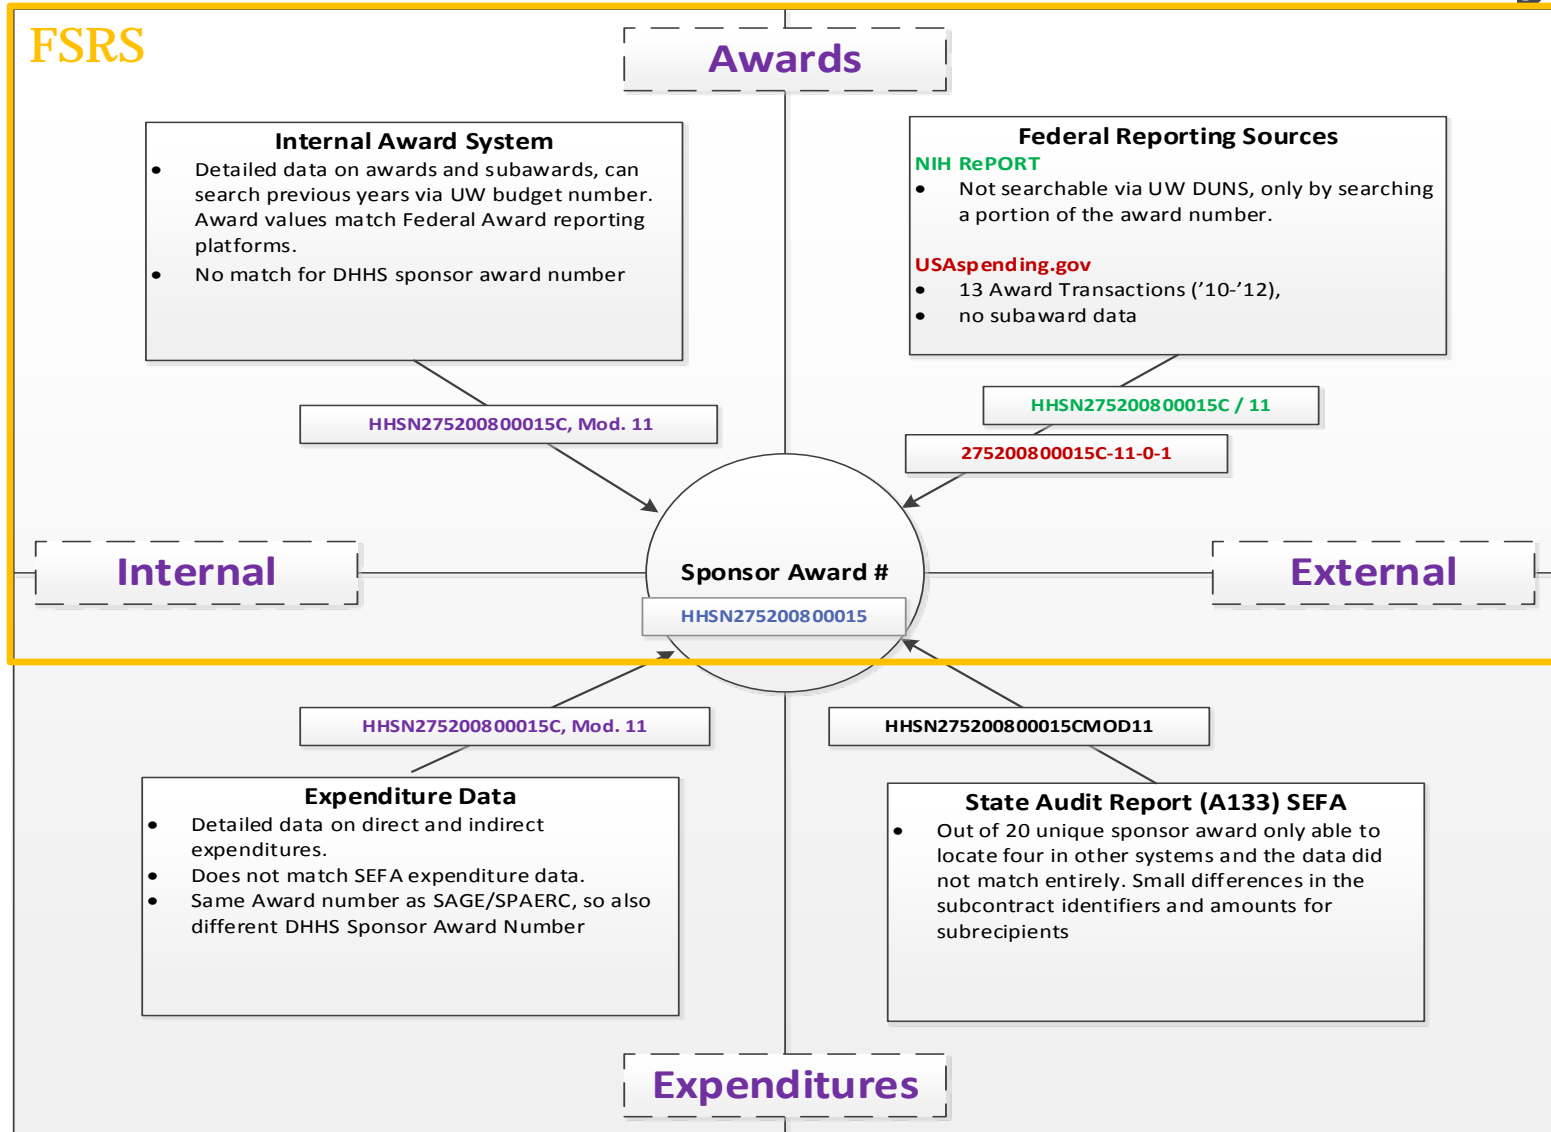 FSRS
Awards
Internal Award System
• Detailed data on awards and subawards, can
search previous years via UW budget number.
Award values match Federal Award reporting
platforms.
• No match for DHHS sponsor award number
Federal Reporting Sources
NIH RePORT
• Not searchable via UW DUNS, only by searching
a portion of the award number.
USAspending.gov
• 13 Award Transactions (’10-’12),
• no subaward data
HHSN275200800015C, Mod. 11
HHSN275200800015C / 11
275200800015C-11-0-1
Internal
Sponsor Award #
HHSN275200800015
External
HHSN275200800015C, Mod. 11
HHSN275200800015CMOD11
Expenditure Data
• Detailed data on direct and indirect
expenditures.
• Does not match SEFA expenditure data.
• Same Award number as SAGE/SPAERC, so also
different DHHS Sponsor Award Number
State Audit Report (A133) SEFA
• Out of 20 unique sponsor award only able to
locate four in other systems and the data did
not match entirely. Small differences in the
subcontract identifiers and amounts for
subrecipients
Expenditures